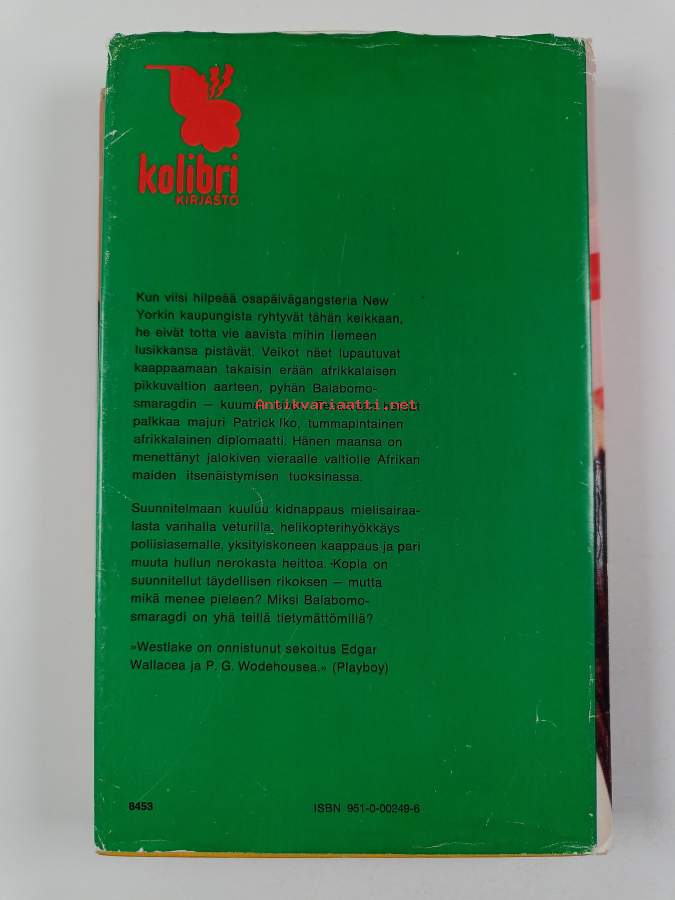 kolibri
KIRJASTO
Kun viisi hilpeää osapäivägangsteria New
Yorkin kaupungista ryhtyvät tähän keikkaan,
he eivät totta vie aavista mihin liemeen
lusikkansa pistävät. Veikot näet lupautuvat
kaappaamaan takaisin erään afrikkalaisen
pikkuvaltion aarteen, pyhän Balabomo-
smaragdin —
Antikvariaatti.net
palkkaa majuri Patrick Iko, tummapintainen
afrikkalainen diplomaatti. Hänen maansa on
menettänyt jalokiven vieraalle valtiolle Afrikan
maiden itsenäistymisen tuoksinassa.
Suunnitelmaan kuuluu kidnappaus mielisairaa-
lasta vanhalla veturilla, helikopterihyökkäys
poliisiasemalle, yksityiskoneen kaappaus ja pari
muuta hullun nerokasta heittoa. Kopla on
suunnitellut täydellisen rikoksen — mutta
mikä menee pieleen? Miksi Balabomo-
smaragdi on yhä teillä tietymättömillä?
»Westlake on onnistunut sekoitus Edgar
Wallacea ja P. G. Wodehousea.» (Playboy)
8453
ISBN 951-0-00249-6